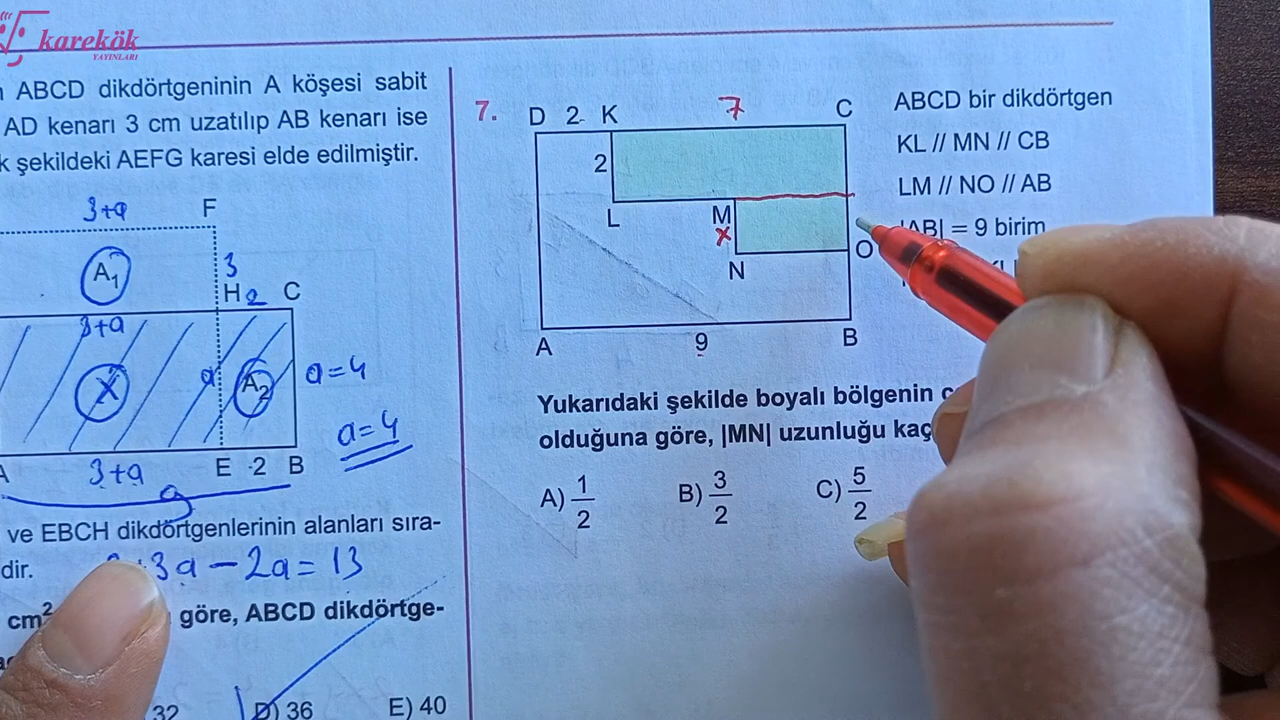 karekök
YAYINLARI
ABCD dikdörtgeninin A köşesi sabit
AD kenarı 3 cm uzatılıp AB kenarı ise
şekildeki AEFG karesi elde edilmiştir.
3+a
F
A1
3
H 2 C
3+a
X
a
A2
a=4
a=4
3+a
E 2 B
a
ve EBCH dikdörtgenlerinin alanları sıra-
dir.
3a - 2a = 13
cm2
göre, ABCD dikdörtge-
32
D) 36
E) 40
7.
D 2 K
7
C
2
L
M
x
N
O
A
9
B
ABCD bir dikdörtgen
KL // MN // CB
LM // NO // AB
|AB| = 9 birim
Yukarıdaki şekilde boyalı bölgenin
olduğuna göre, |MN| uzunluğu
A) 1/2
B) 3/2
C) 5/2